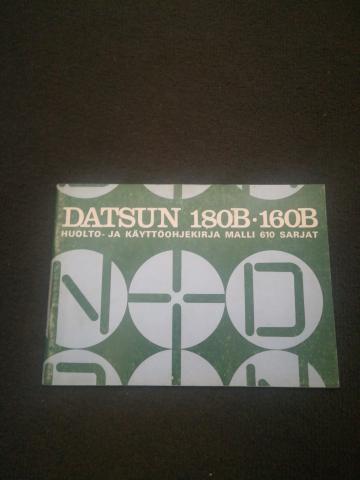 DATSUN 180B·160B
HUOLTO- JA KÄYTTÖOHJEKIRJA MALLI 610 SARJAT
N + D